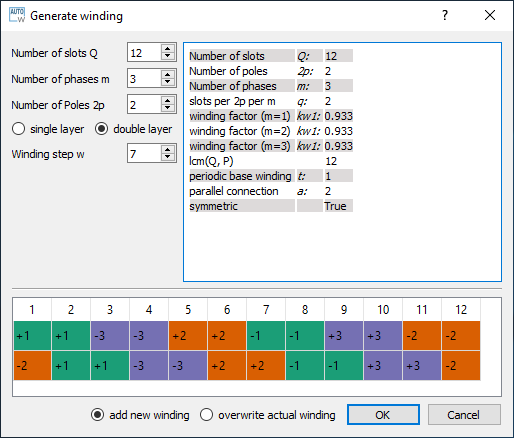 AUTO
W
Generate winding
?
Number of slots Q 12
Number of phases m 3
Number of Poles 2p 2
single layer double layer
Winding step w 7
Number of slots Q: 12
Number of poles 2p: 2
Number of phases m: 3
slots per 2p per m q: 2
winding factor (m=1) kw1: 0.933
winding factor (m=2) kw1: 0.933
winding factor (m=3) kw1: 0.933
lcm(Q, P) 12
periodic base winding t: 1
parallel connection a: 2
symmetric True
1 2 3 4 5 6 7 8 9 10 11 12
+1 +1 -3 -3 +2 +2 -1 -1 +3 +3 -2 -2
-2 +1 +1 -3 -3 +2 +2 -1 -1 +3 +3 -2
add new winding overwrite actual winding OK Cancel